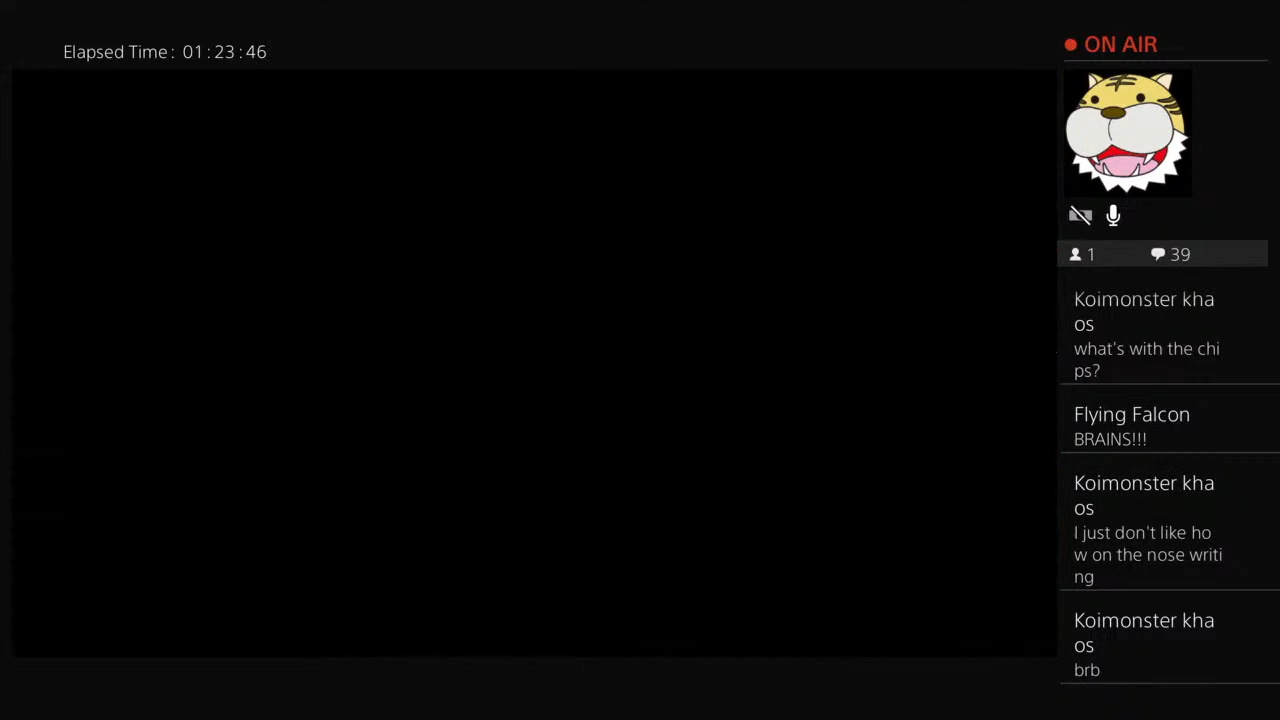 Elapsed Time: 01:23:46
ON AIR
1 39
Koimonster kha
os
what's with the chi
ps?
Flying Falcon
BRAINS!!!
Koimonster kha
os
I just don't like ho
w on the nose writi
ng
Koimonster kha
os
brb